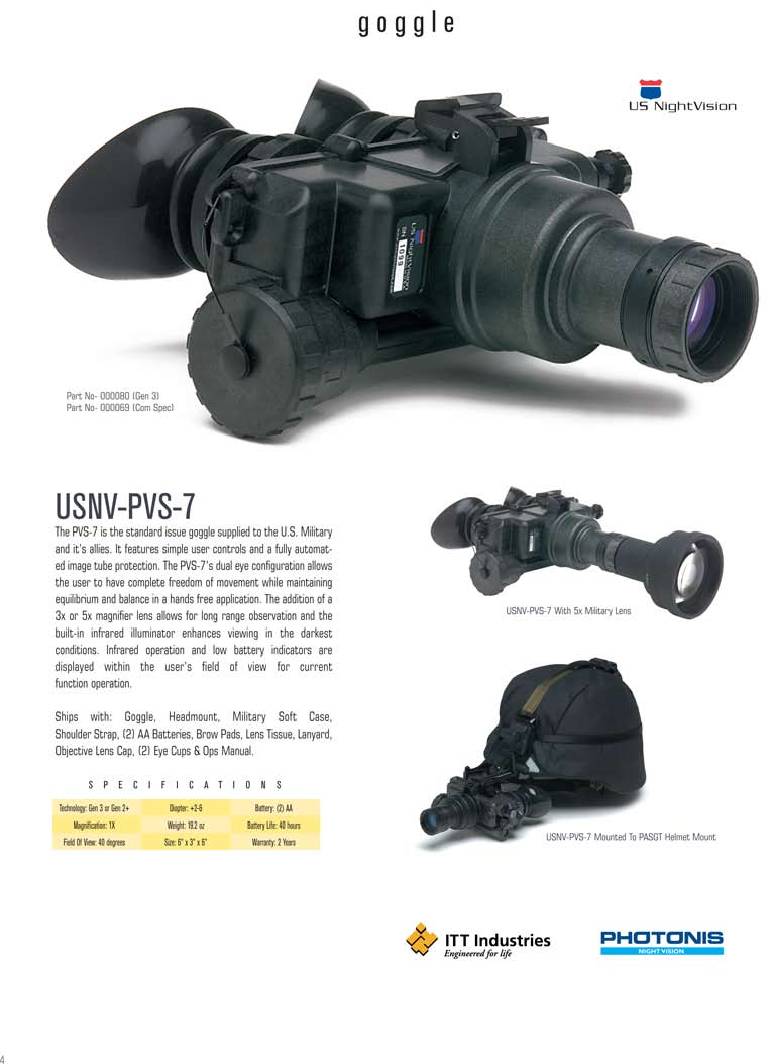 goggle
US NightVision
US NightVision
SN 1099
Part No- 000080 (Gen 3)
Part No- 000069 (Com Spec)
USNV-PVS-7
The PVS-7 is the standard issue goggle supplied to the U.S. Military
and it's allies. It features simple user controls and a fully automat-
ed image tube protection. The PVS-7's dual eye configuration allows
the user to have complete freedom of movement while maintaining
equilibrium and balance in a hands free application. The addition of a
3x or 5x magnifier lens allows for long range observation and the
built-in infrared illuminator enhances viewing in the darkest
conditions. Infrared operation and low battery indicators are
displayed within the user's field of view for current
function operation.
Ships with: Goggle, Headmount, Military Soft Case,
Shoulder Strap, (2) AA Batteries, Brow Pads, Lens Tissue, Lanyard,
Objective Lens Cap, (2) Eye Cups & Ops Manual.
USNV-PVS-7 With 5x Military Lens
SPECIFICATIONS
Technology: Gen 3 or Gen 2+ Diopter: +2-6 Battery: (2) AA
Magnification: 1X Weight: 19.2 oz Battery Life:: 40 hours
Field Of View: 40 degrees Size: 6" x 3" x 6" Warranty: 2 Years
USNV-PVS-7 Mounted To PASGT Helmet Mount
ITT Industries
Engineered for life
PHOTONIS
NIGHT VISION
4